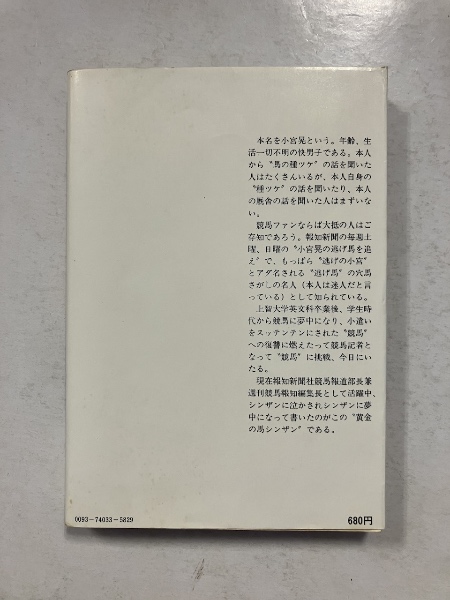 本名を小宮晃という。年齢、生
活一切不明の快男子である。本人
から〝馬の種ツケ〟の話を聞いた
人はたくさんいるが、本人自身の
〝種ツケ〟の話を聞いたり、本人
の厩舎の話を聞いた人はまずいな
い。
競馬ファンならば大抵の人はご
存知であろう。報知新聞の毎週土
曜、日曜の〝小宮晃の逃げ馬を追
え〟で、もっぱら〝逃げの小宮〟
とアダ名される〝逃げ馬〟の穴馬
さがしの名人（本人は迷人だと言
っている）として知られている。
上智大学英文科卒業後、学生時
代から競馬に夢中になり、小遣い
をスッテンテンにされた〝競馬〟
への復讐に燃えたって競馬記者と
なって〝競馬〟に挑戦、今日にい
たる。
現在報知新聞社競馬報道部長兼
週刊競馬報知編集長として活躍中、
シンザンに泣かされシンザンに夢
中になって書いたのがこの〝黄金
の馬シンザン〟である。
0093－74033－5829
680円